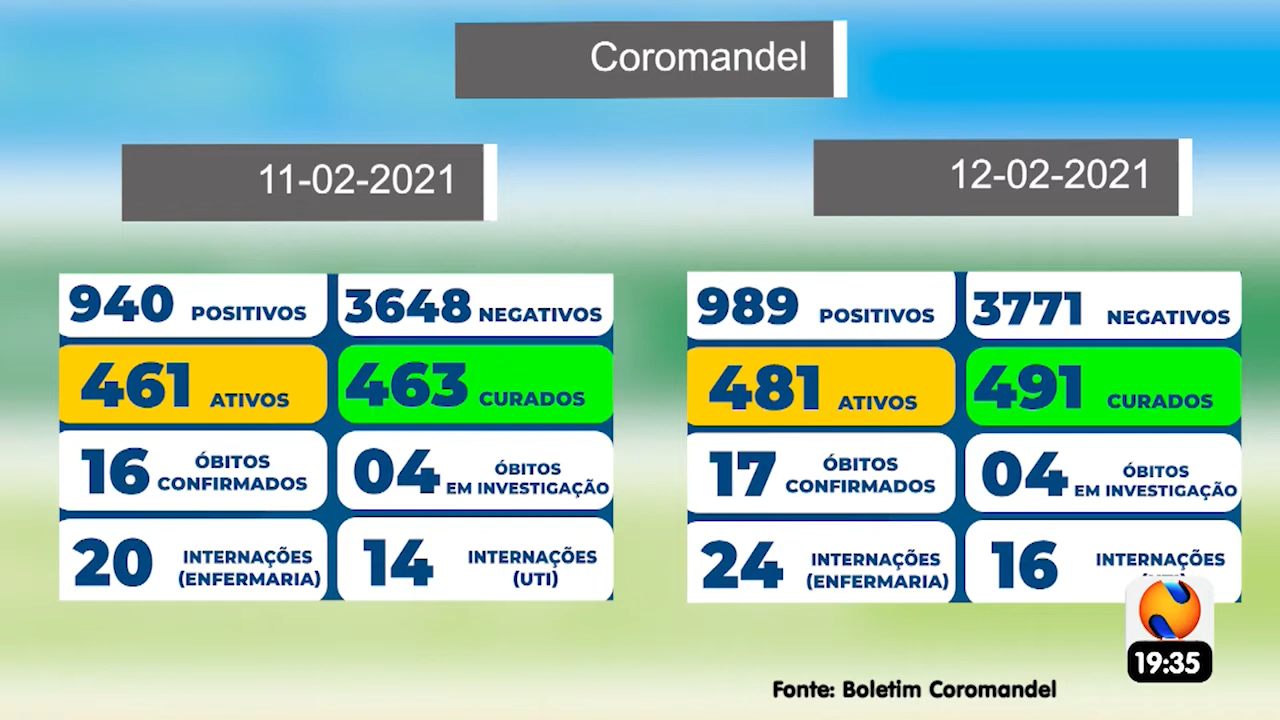 Coromandel
11-02-2021
940 POSITIVOS
3648 NEGATIVOS
461 ATIVOS
463 CURADOS
16 ÓBITOS
CONFIRMADOS
04 ÓBITOS
EM INVESTIGAÇÃO
20 INTERNAÇÕES
(ENFERMARIA)
14 INTERNAÇÕES
(UTI)
12-02-2021
989 POSITIVOS
3771 NEGATIVOS
481 ATIVOS
491 CURADOS
17 ÓBITOS
CONFIRMADOS
04 ÓBITOS
EM INVESTIGAÇÃO
24 INTERNAÇÕES
(ENFERMARIA)
16 INTERNAÇÕES
19:35
Fonte: Boletim Coromandel